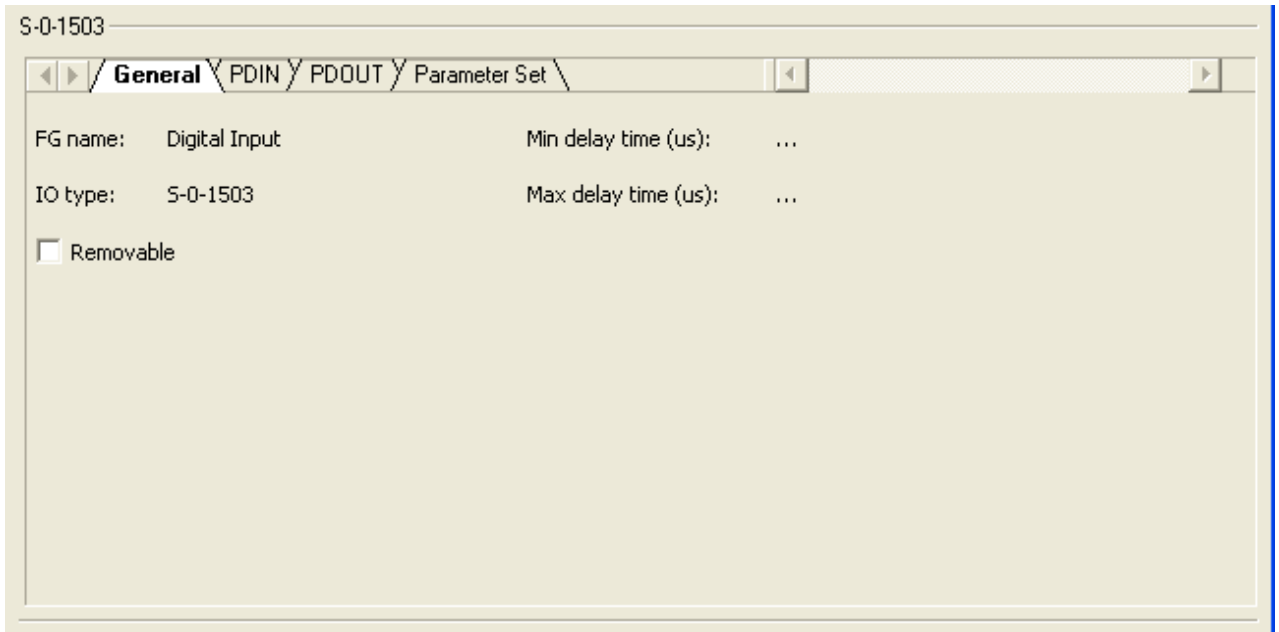 S-0-1503
General PDIN PDOUT Parameter Set
FG name: Digital Input Min delay time (us): ...
IO type: S-0-1503 Max delay time (us): ...
Removable